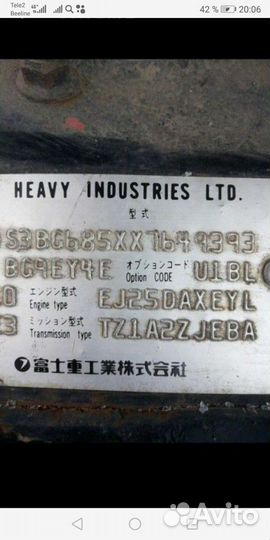 Tele2
Beeline
42 %
20:06
HEAVY INDUSTRIES LTD.
型式
S3BG685XX7649393
BG9EY4E オプションコード Option CODE U1BL
0 エンジン型式 Engine type EJ25DAXEYL
3 ミッション型式 Transmission type TZ1A2ZJEBA
富士重工業株式会社
Avito